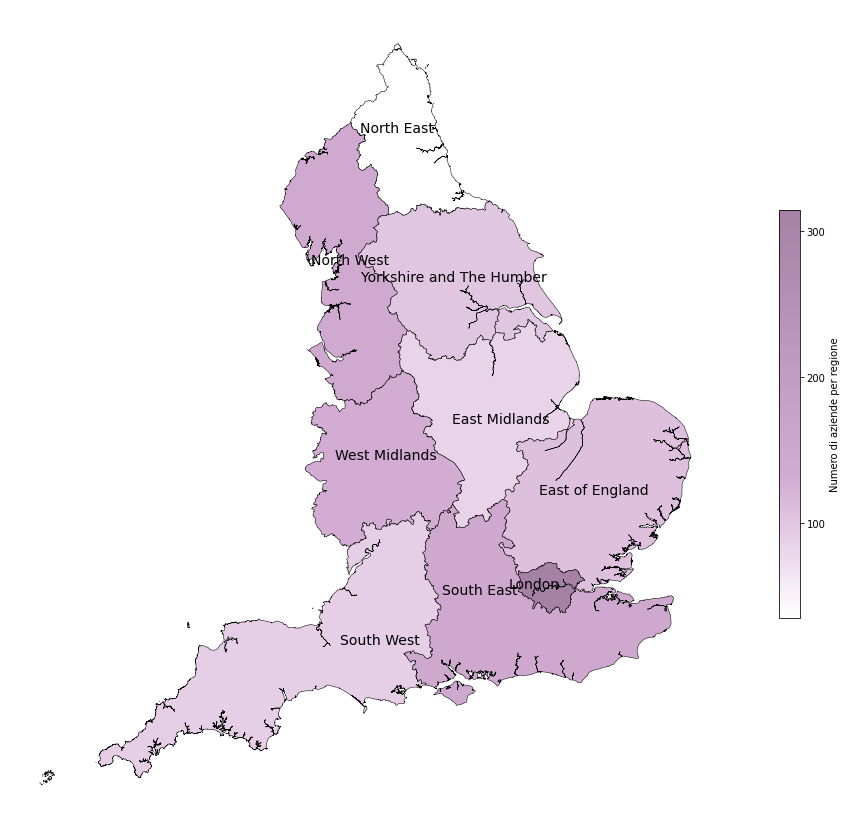 North East
North West
Yorkshire and The Humber
East Midlands
West Midlands
East of England
London
South East
South West
300
200
100
Numero di aziende per regione